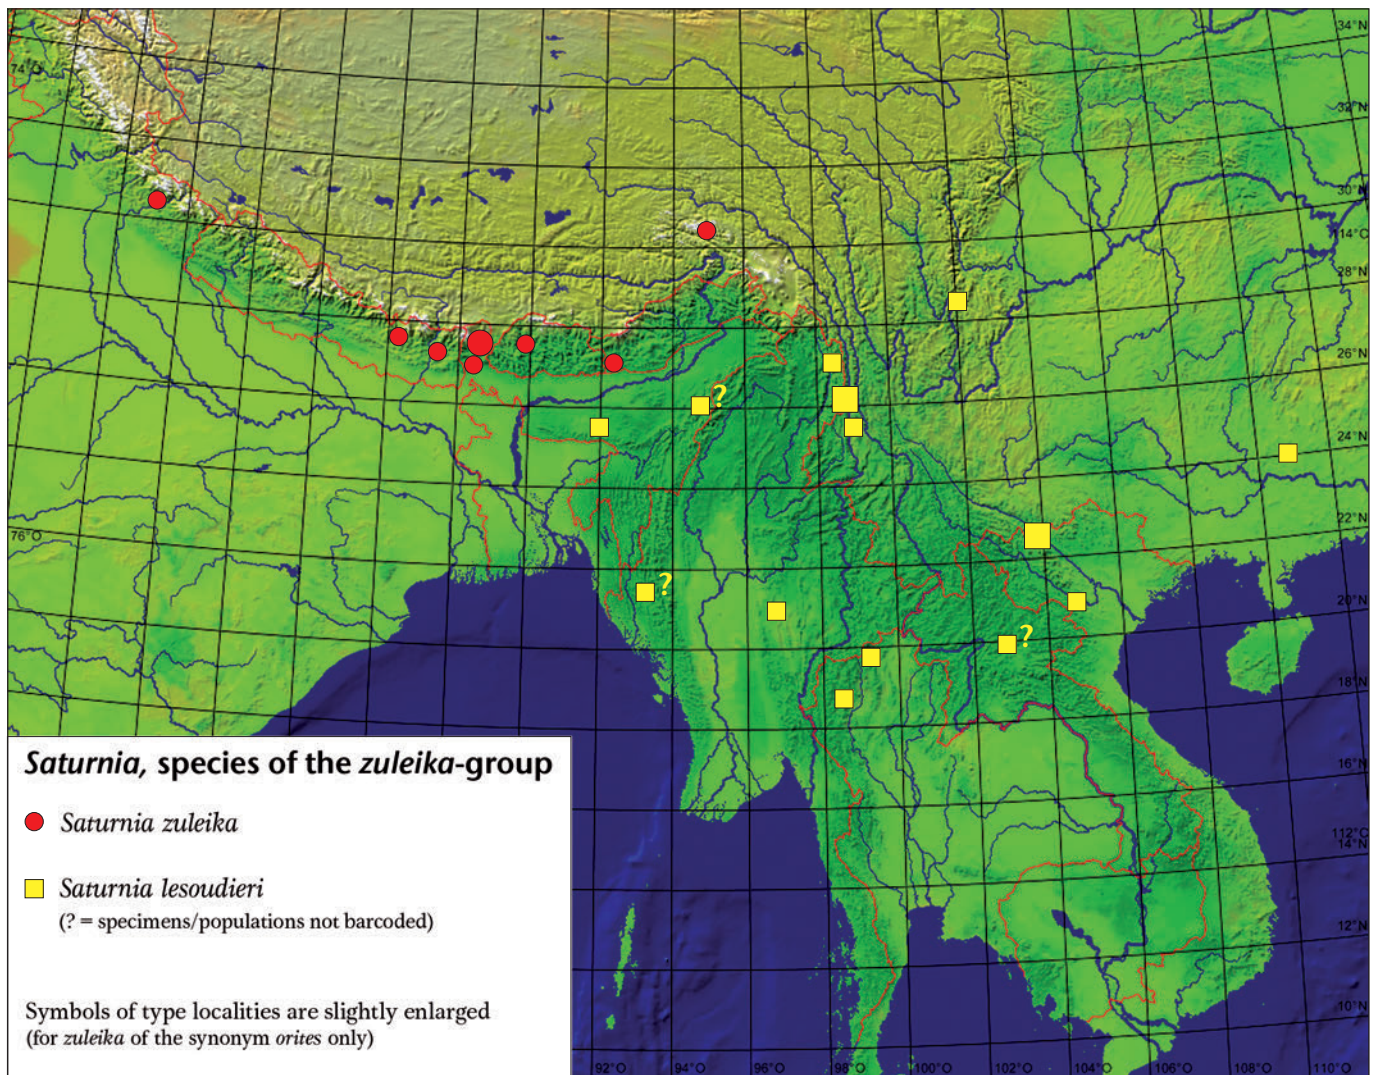 34°N
74°O
32°N
30°N
114°O
28°N
26°N
?
24°N
22°N
76°O
?
20°N
?
18°N
Saturnia, species of the zuleika-group
16°N
Saturnia zuleika
112°O
14°N
Saturnia lesoudieri
(? = specimens/populations not barcoded)
12°N
Symbols of type localities are slightly enlarged
10°N
(for zuleika of the synonym orites only)
92°O 94°O 96°O 98°O 100°O 102°O 104°O 106°O 108°O 110°O